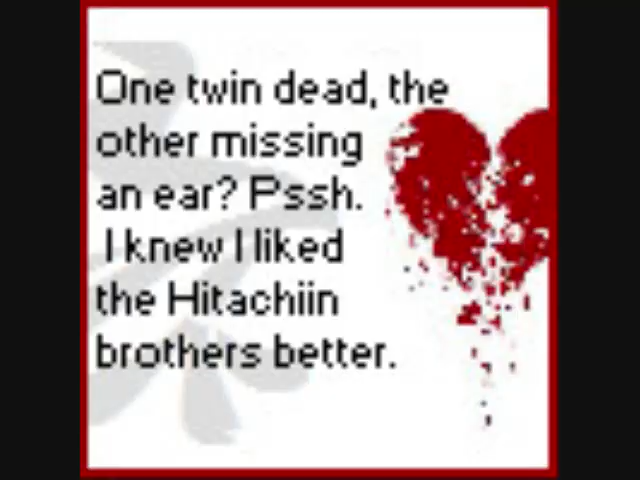 One twin dead, the
other missing
an ear? Pssh.
I knew I liked
the Hitachiin
brothers better.